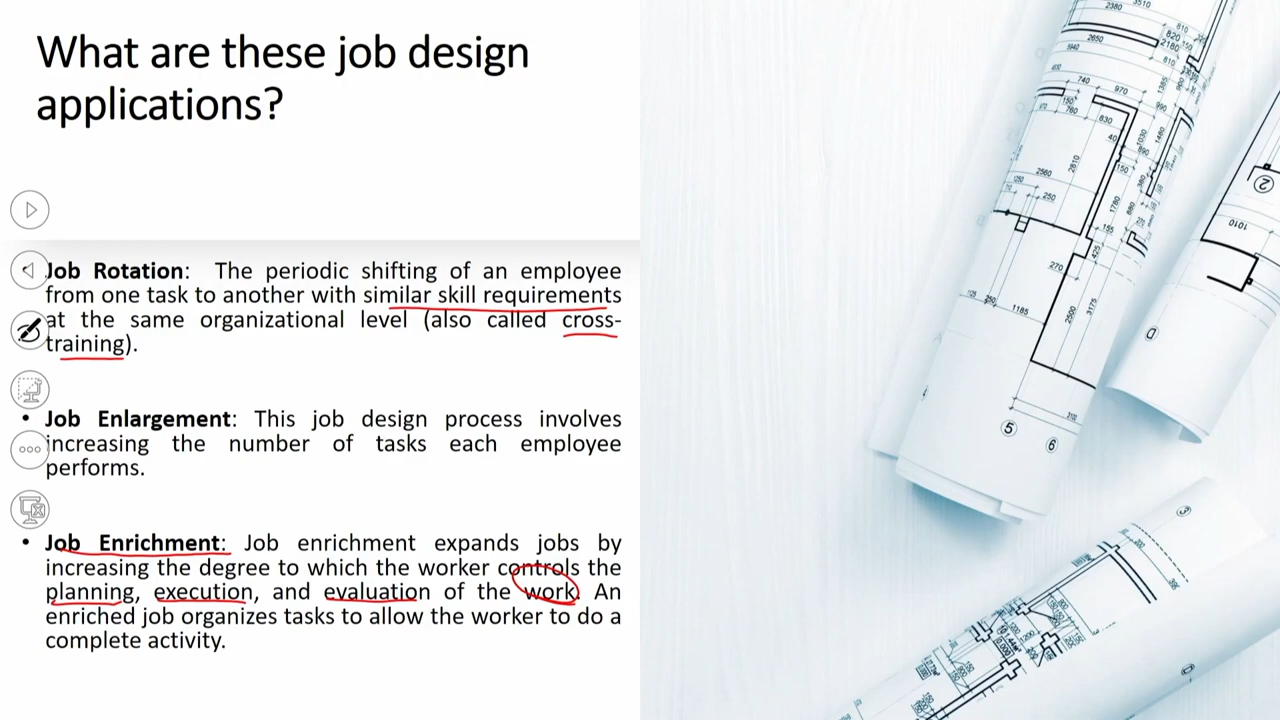 What are these job design
applications?
Job Rotation: The periodic shifting of an employee
from one task to another with similar skill requirements
at the same organizational level (also called cross-
training).
• Job Enlargement: This job design process involves
increasing the number of tasks each employee
performs.
• Job Enrichment: Job enrichment expands jobs by
increasing the degree to which the worker controls the
planning, execution, and evaluation of the work. An
enriched job organizes tasks to allow the worker to do a
complete activity.